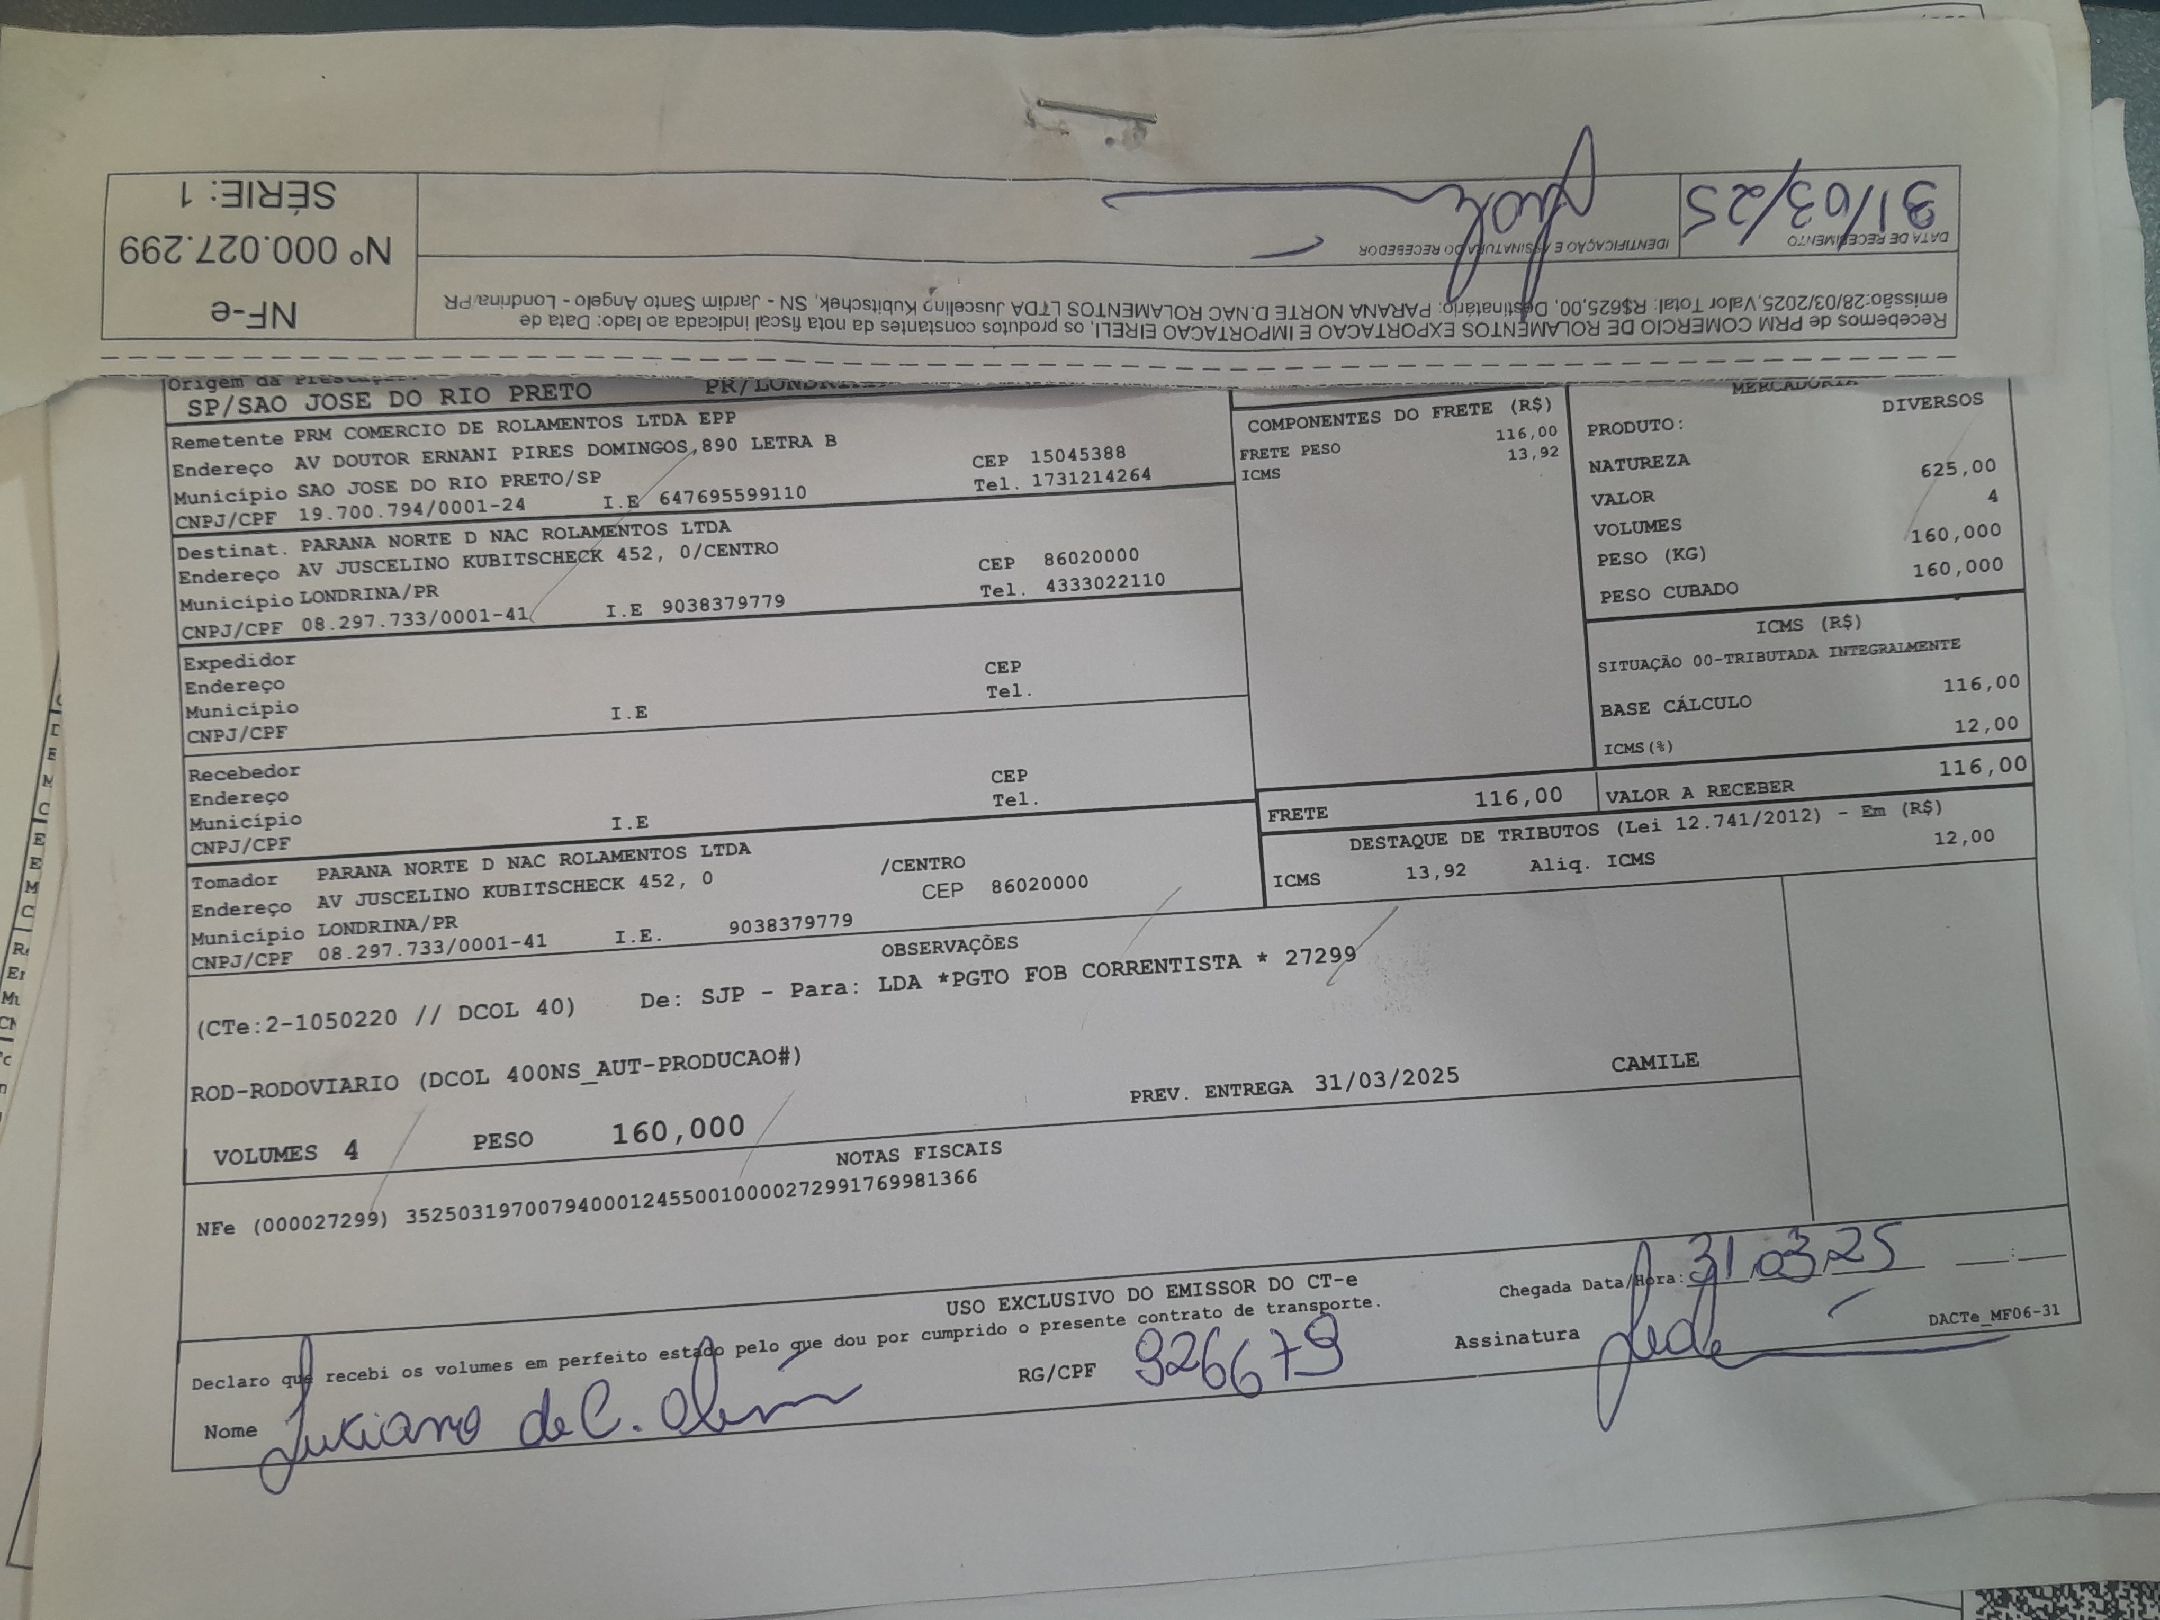 NF-e
Nº 000.027.299
SÉRIE: 1
Recebemos de PRM COMERCIO DE ROLAMENTOS EXPORTACAO E IMPORTACAO EIRELI, os produtos constantes da nota fiscal indicada ao lado: Data de
emissão:28/03/2025,Valor Total: R$625,00, Destinatário: PARANA NORTE D.NAC ROLAMENTOS LTDA Juscelino Kubitschek, SN - Jardim Santo Angelo - Londrina/PR
DATA DE RECEBIMENTO
31/03/25
IDENTIFICAÇÃO E ASSINATURA DO RECEBEDOR
Origem da
SP/SAO JOSE DO RIO PRETO
Remetente PRM COMERCIO DE ROLAMENTOS LTDA EPP
Endereço AV DOUTOR ERNANI PIRES DOMINGOS,890 LETRA B
CEP 15045388
Município SAO JOSE DO RIO PRETO/SP
Tel. 1731214264
CNPJ/CPF 19.700.794/0001-24 I.E 647695599110
Destinat. PARANA NORTE D NAC ROLAMENTOS LTDA
Endereço AV JUSCELINO KUBITSCHECK 452, 0/CENTRO
CEP 86020000
Município LONDRINA/PR
Tel. 4333022110
CNPJ/CPF 08.297.733/0001-41 I.E 9038379779
Expedidor
Endereço CEP
Município Tel.
CNPJ/CPF I.E
Recebedor
Endereço CEP
Município Tel.
CNPJ/CPF I.E
Tomador PARANA NORTE D NAC ROLAMENTOS LTDA
Endereço AV JUSCELINO KUBITSCHECK 452, 0 /CENTRO
Município LONDRINA/PR CEP 86020000
CNPJ/CPF 08.297.733/0001-41 I.E. 9038379779
COMPONENTES DO FRETE (R$)
FRETE PESO 116,00
ICMS 13,92
MERCADORIA
PRODUTO: DIVERSOS
NATUREZA
VALOR 625,00
VOLUMES 4
PESO (KG) 160,000
PESO CUBADO 160,000
ICMS (R$)
SITUAÇÃO 00-TRIBUTADA INTEGRALMENTE
BASE CÁLCULO 116,00
ICMS(%) 12,00
FRETE 116,00
VALOR A RECEBER 116,00
DESTAQUE DE TRIBUTOS (Lei 12.741/2012) - Em (R$)
ICMS 13,92 Aliq. ICMS 12,00
OBSERVAÇÕES
(CTe:2-1050220 // DCOL 40) De: SJP - Para: LDA *PGTO FOB CORRENTISTA * 27299
ROD-RODOVIARIO (DCOL 400NS_AUT-PRODUCAO#)
VOLUMES 4 PESO 160,000 PREV. ENTREGA 31/03/2025 CAMILE
NOTAS FISCAIS
NFe (000027299) 35250319700794000124550010000272991769981366
USO EXCLUSIVO DO EMISSOR DO CT-e
Chegada Data/Hora: 31 03 25 __:__
Declaro que recebi os volumes em perfeito estado pelo que dou por cumprido o presente contrato de transporte.
Nome Luciano de C. RG/CPF 926679 Assinatura
DACTe_MF06-31